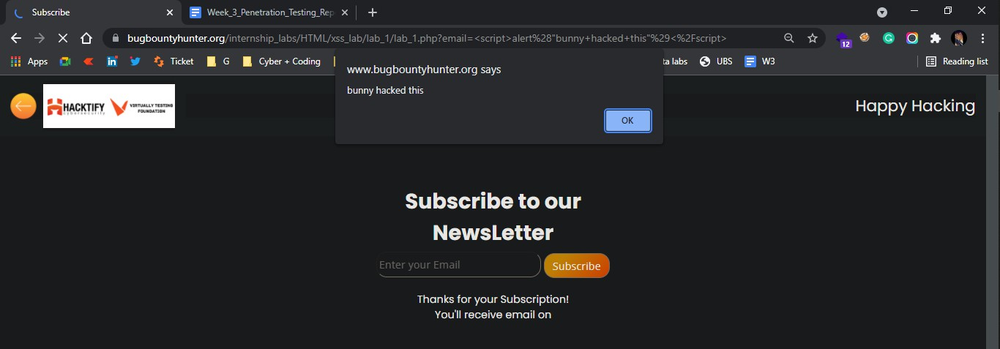 Subscribe
Week_3_Penetration_Testing_Rep
bugbountyhunter.org/internship_labs/HTML/xss_lab/lab_1/lab_1.php?email=<script>alert%28"bunny+hacked+this"%29<%2Fscript>
12
Apps
Ticket
G
Cyber + Coding
ta labs
UBS
W3
Reading list
www.bugbountyhunter.org says
bunny hacked this
OK
HACKTIFY
cybersecurity
VIRTUALLY TESTING
FOUNDATION
Happy Hacking
Subscribe to our
NewsLetter
Enter your Email
Subscribe
Thanks for your Subscription!
You'll receive email on